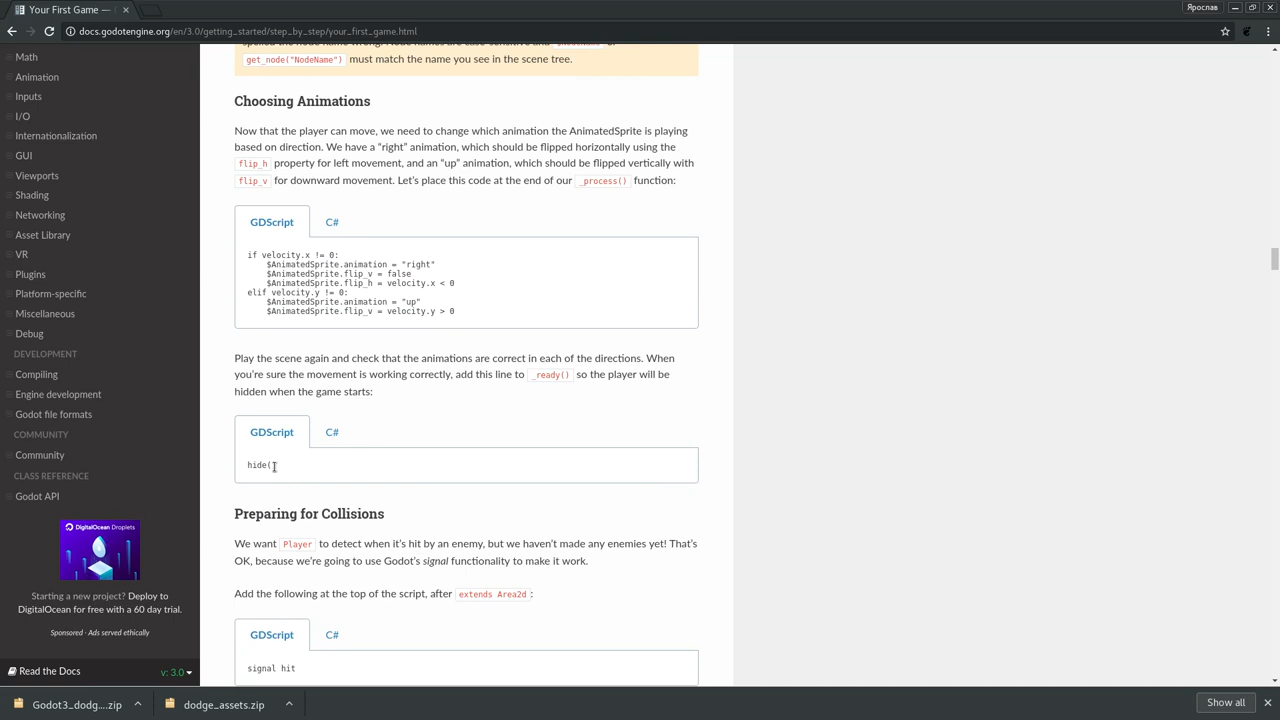 Your First Game —
Ярослав
docs.godotengine.org/en/3.0/getting_started/step_by_step/your_first_game.html
Math
Animation
Inputs
I/O
Internationalization
GUI
Viewports
Shading
Networking
Asset Library
VR
Plugins
Platform-specific
Miscellaneous
Debug
DEVELOPMENT
Compiling
Engine development
Godot file formats
COMMUNITY
Community
CLASS REFERENCE
Godot API
DigitalOcean Droplets
Starting a new project? Deploy to
DigitalOcean for free with a 60 day trial.
Sponsored · Ads served ethically
Read the Docs
v: 3.0
get_node("NodeName") must match the name you see in the scene tree.
Choosing Animations
Now that the player can move, we need to change which animation the AnimatedSprite is playing
based on direction. We have a “right” animation, which should be flipped horizontally using the
flip_h property for left movement, and an “up” animation, which should be flipped vertically with
flip_v for downward movement. Let’s place this code at the end of our _process() function:
GDScript C#
if velocity.x != 0:
$AnimatedSprite.animation = "right"
$AnimatedSprite.flip_v = false
$AnimatedSprite.flip_h = velocity.x < 0
elif velocity.y != 0:
$AnimatedSprite.animation = "up"
$AnimatedSprite.flip_v = velocity.y > 0
Play the scene again and check that the animations are correct in each of the directions. When
you’re sure the movement is working correctly, add this line to _ready() so the player will be
hidden when the game starts:
GDScript C#
hide(
Preparing for Collisions
We want Player to detect when it’s hit by an enemy, but we haven’t made any enemies yet! That’s
OK, because we’re going to use Godot’s signal functionality to make it work.
Add the following at the top of the script, after extends Area2d :
GDScript C#
signal hit
Godot3_dodg....zip
dodge_assets.zip
Show all